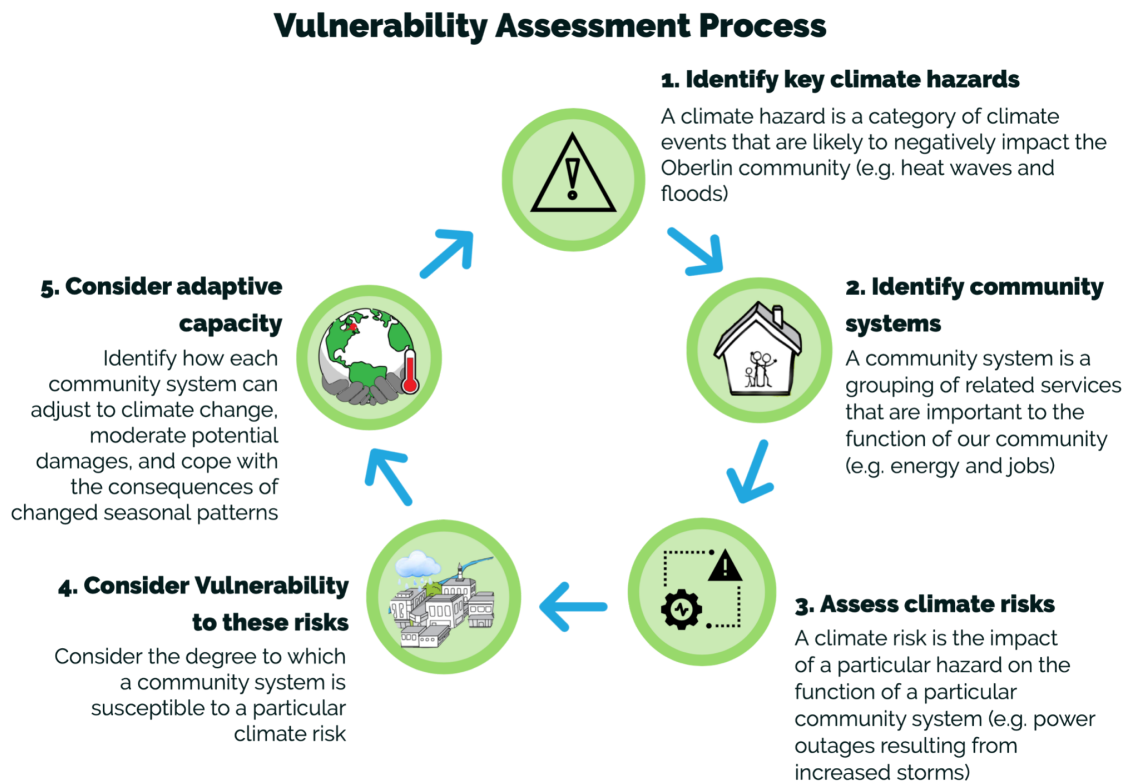 Vulnerability Assessment Process
1. Identify key climate hazards
A climate hazard is a category of climate
events that are likely to negatively impact the
Oberlin community (e.g. heat waves and
floods)
2. Identify community
systems
A community system is a
grouping of related services
that are important to the
function of our community
(e.g. energy and jobs)
3. Assess climate risks
A climate risk is the impact
of a particular hazard on the
function of a particular
community system (e.g. power
outages resulting from
increased storms)
4. Consider Vulnerability
to these risks
Consider the degree to which
a community system is
susceptible to a particular
climate risk
5. Consider adaptive
capacity
Identify how each
community system can
adjust to climate change,
moderate potential
damages, and cope with
the consequences of
changed seasonal patterns